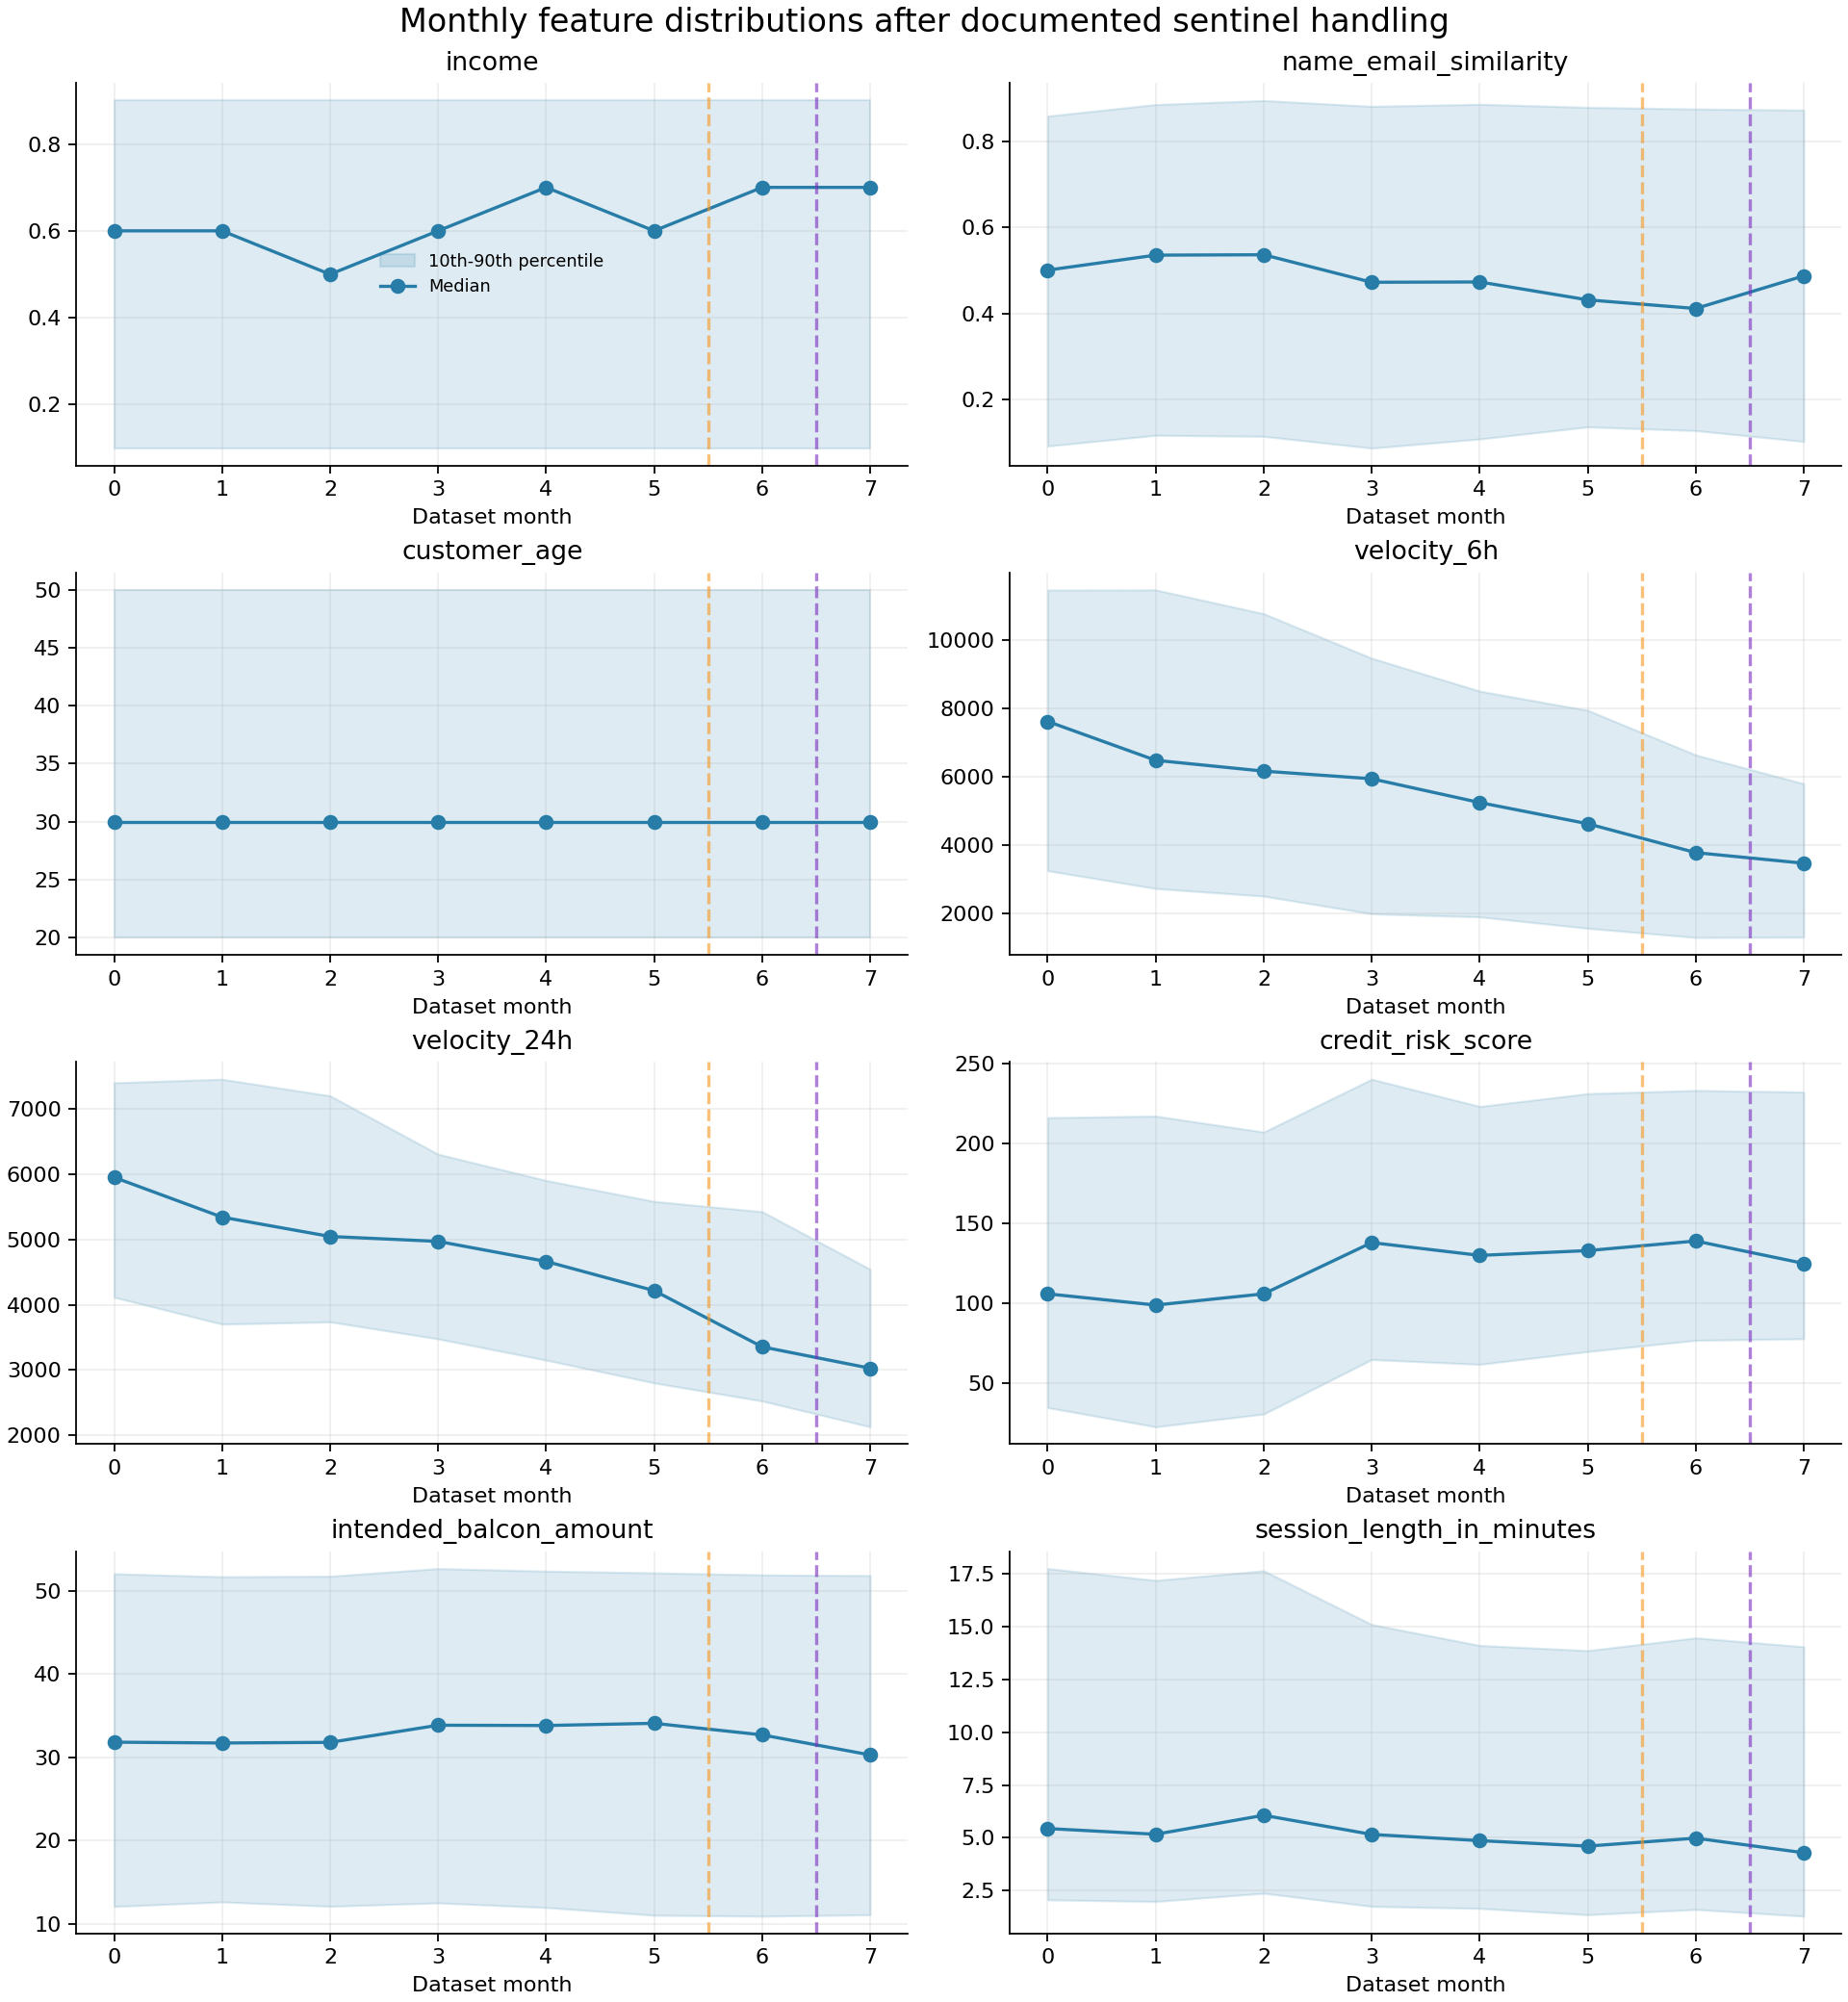 Monthly feature distributions after documented sentinel handling
income
0.8
0.6
0.4
0.2
10th-90th percentile
Median
0 1 2 3 4 5 6 7
Dataset month
name_email_similarity
0.8
0.6
0.4
0.2
0 1 2 3 4 5 6 7
Dataset month
customer_age
50
45
40
35
30
25
20
0 1 2 3 4 5 6 7
Dataset month
velocity_6h
10000
8000
6000
4000
2000
0 1 2 3 4 5 6 7
Dataset month
velocity_24h
7000
6000
5000
4000
3000
2000
0 1 2 3 4 5 6 7
Dataset month
credit_risk_score
250
200
150
100
50
0 1 2 3 4 5 6 7
Dataset month
intended_balcon_amount
50
40
30
20
10
0 1 2 3 4 5 6 7
Dataset month
session_length_in_minutes
17.5
15.0
12.5
10.0
7.5
5.0
2.5
0 1 2 3 4 5 6 7
Dataset month